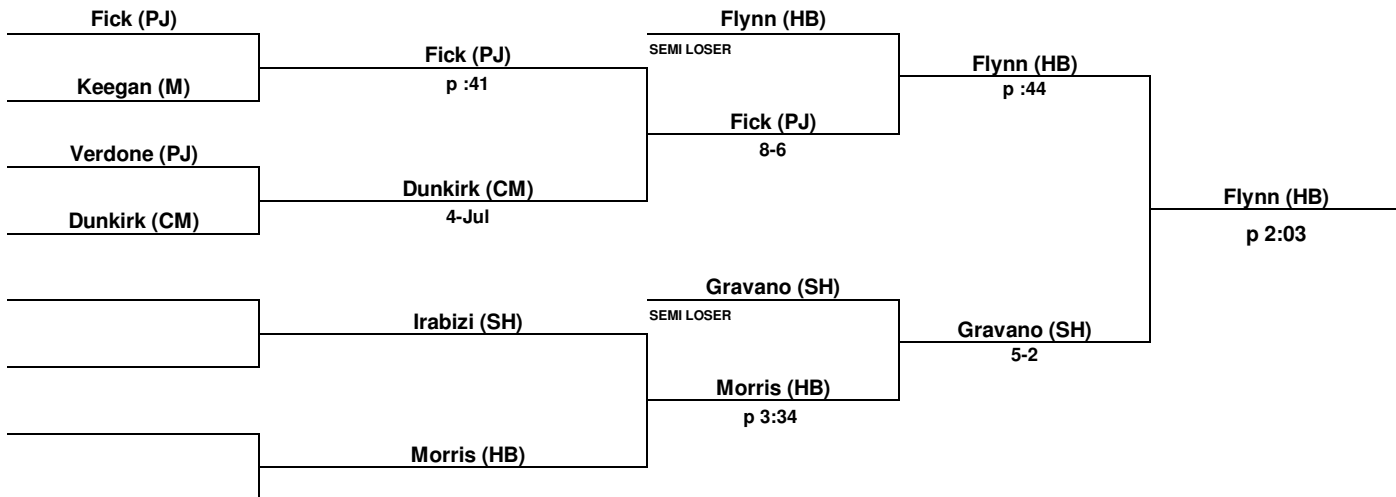 Fick (PJ)
Flynn (HB)
SEMI LOSER
Fick (PJ)
p :41
Flynn (HB)
p :44
Keegan (M)
Fick (PJ)
8-6
Verdone (PJ)
Dunkirk (CM)
4-Jul
Flynn (HB)
p 2:03
Dunkirk (CM)
Gravano (SH)
SEMI LOSER
Irabizi (SH)
Gravano (SH)
5-2
Morris (HB)
p 3:34
Morris (HB)